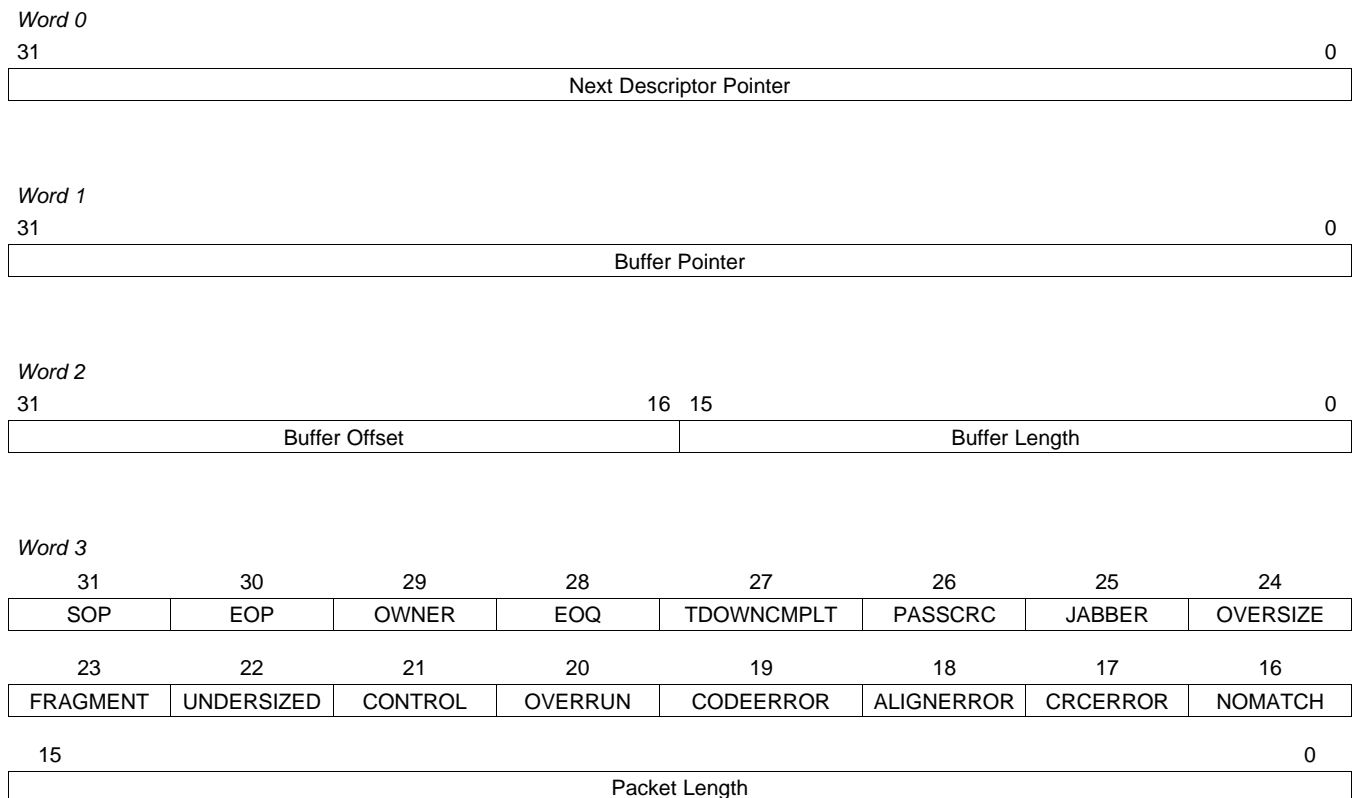 Word 0
31 0
Next Descriptor Pointer
Word 1
31 0
Buffer Pointer
Word 2
31 16 15 0
Buffer Offset Buffer Length
Word 3
31 30 29 28 27 26 25 24
SOP EOP OWNER EOQ TDOWNCMPLT PASSCRC JABBER OVERSIZE
23 22 21 20 19 18 17 16
FRAGMENT UNDERSIZED CONTROL OVERRUN CODEERROR ALIGNERROR CRCERROR NOMATCH
15 0
Packet Length